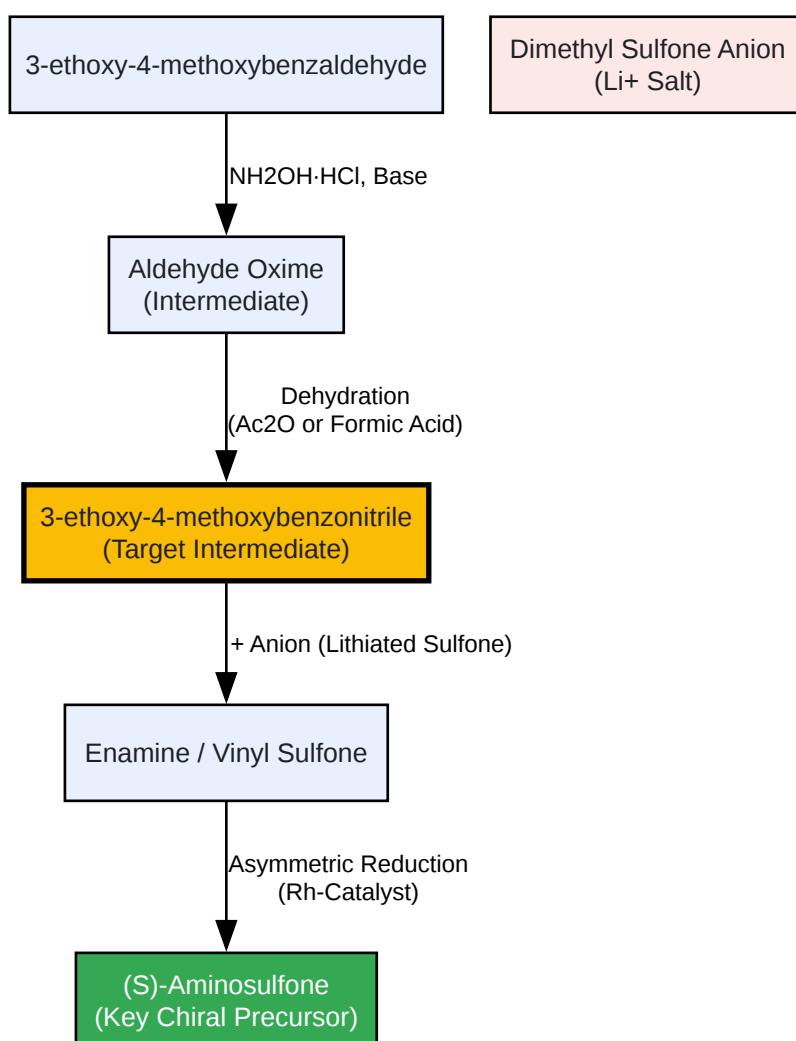 3-ethoxy-4-methoxybenzaldehyde
Dimethyl Sulfone Anion
(Li+ Salt)
NH2OH·HCl, Base
Aldehyde Oxime
(Intermediate)
Dehydration
(Ac2O or Formic Acid)
3-ethoxy-4-methoxybenzonitrile
(Target Intermediate)
+ Anion (Lithiated Sulfone)
Enamine / Vinyl Sulfone
Asymmetric Reduction
(Rh-Catalyst)
(S)-Aminosulfone
(Key Chiral Precursor)